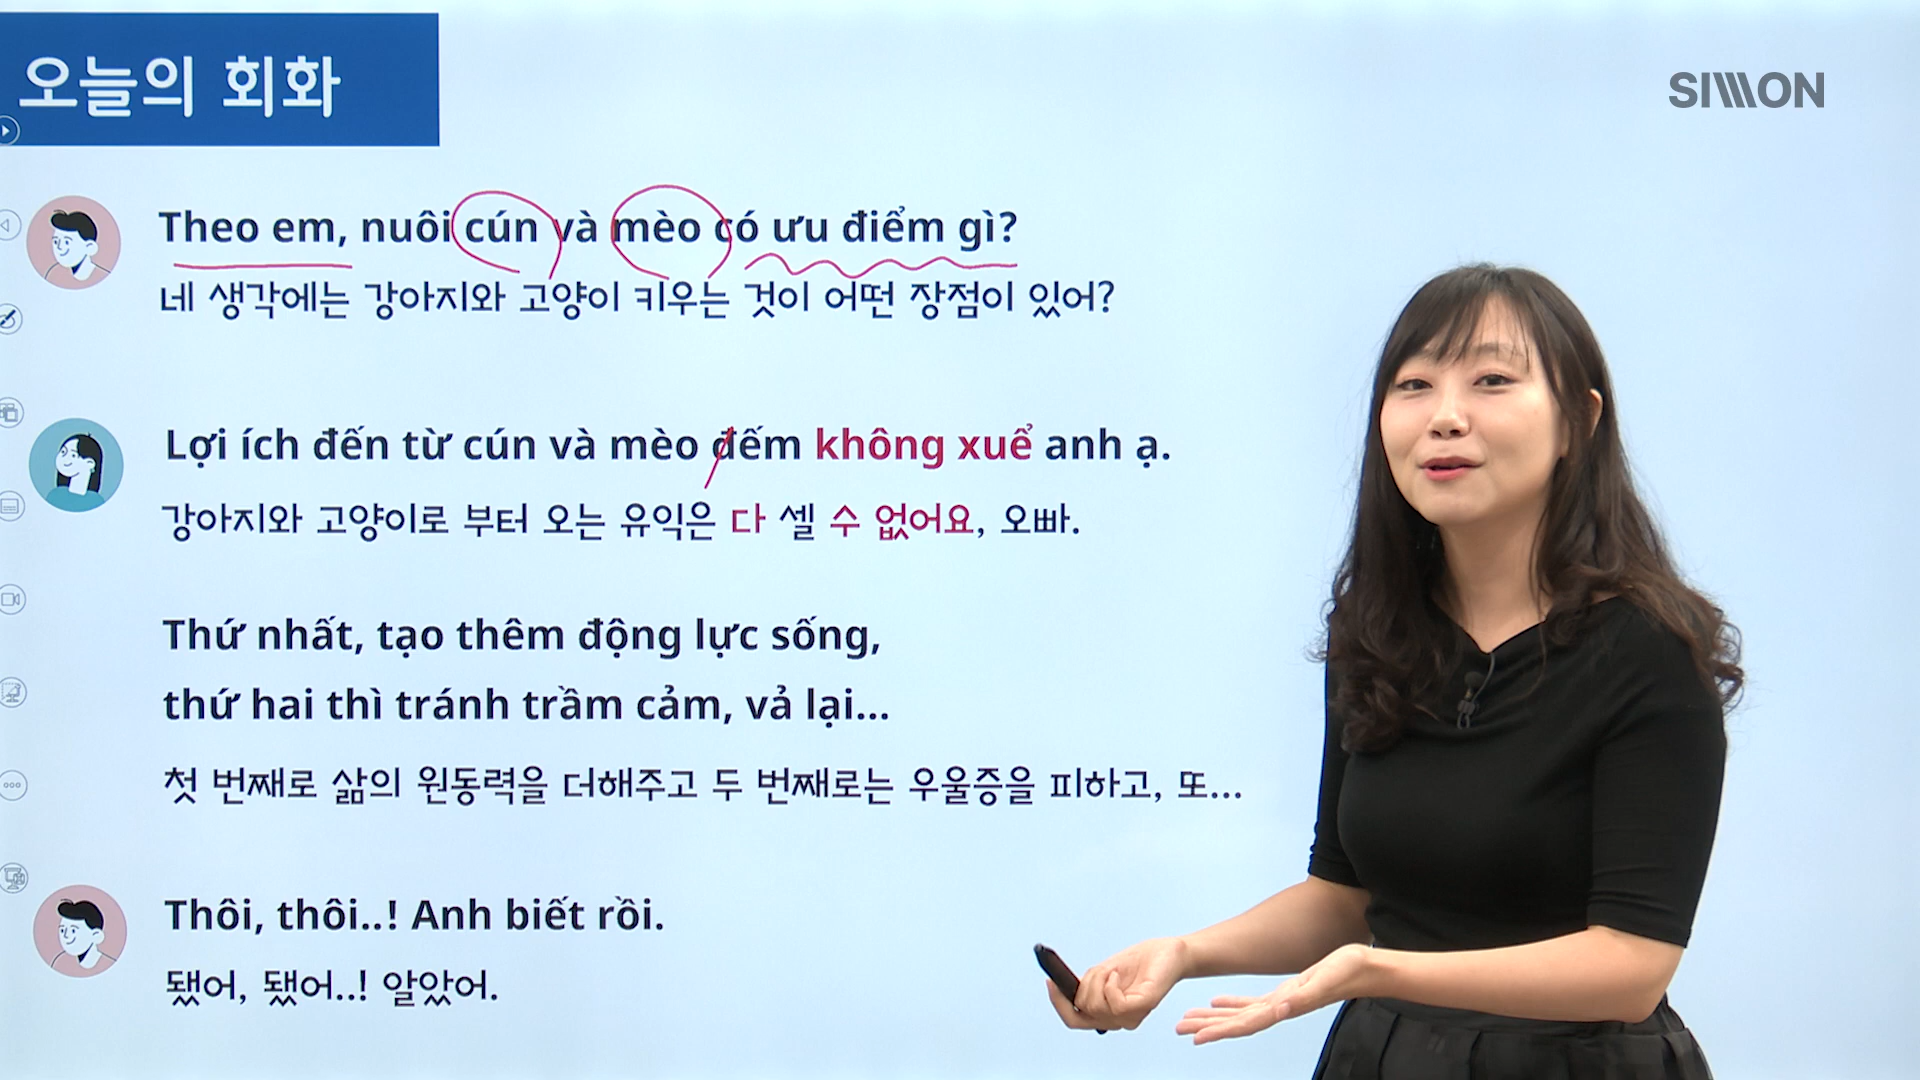 오늘의 회화
SIMON
Theo em, nuôi cún và mèo có ưu điểm gì?
네 생각에는 강아지와 고양이 키우는 것이 어떤 장점이 있어?
Lợi ích đến từ cún và mèo đếm không xuể anh ạ.
강아지와 고양이로 부터 오는 유익은 다 셀 수 없어요, 오빠.
Thứ nhất, tạo thêm động lực sống,
thứ hai thì tránh trầm cảm, vả lại...
첫 번째로 삶의 원동력을 더해주고 두 번째로는 우울증을 피하고, 또...
Thôi, thôi..! Anh biết rồi.
됐어, 됐어..! 알았어.